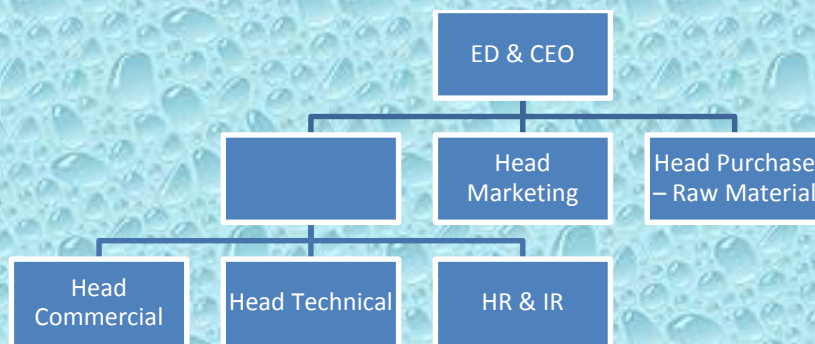 ED & CEO
Head
Marketing
Head Purchase
– Raw Material
Head
Commercial
Head Technical
HR & IR